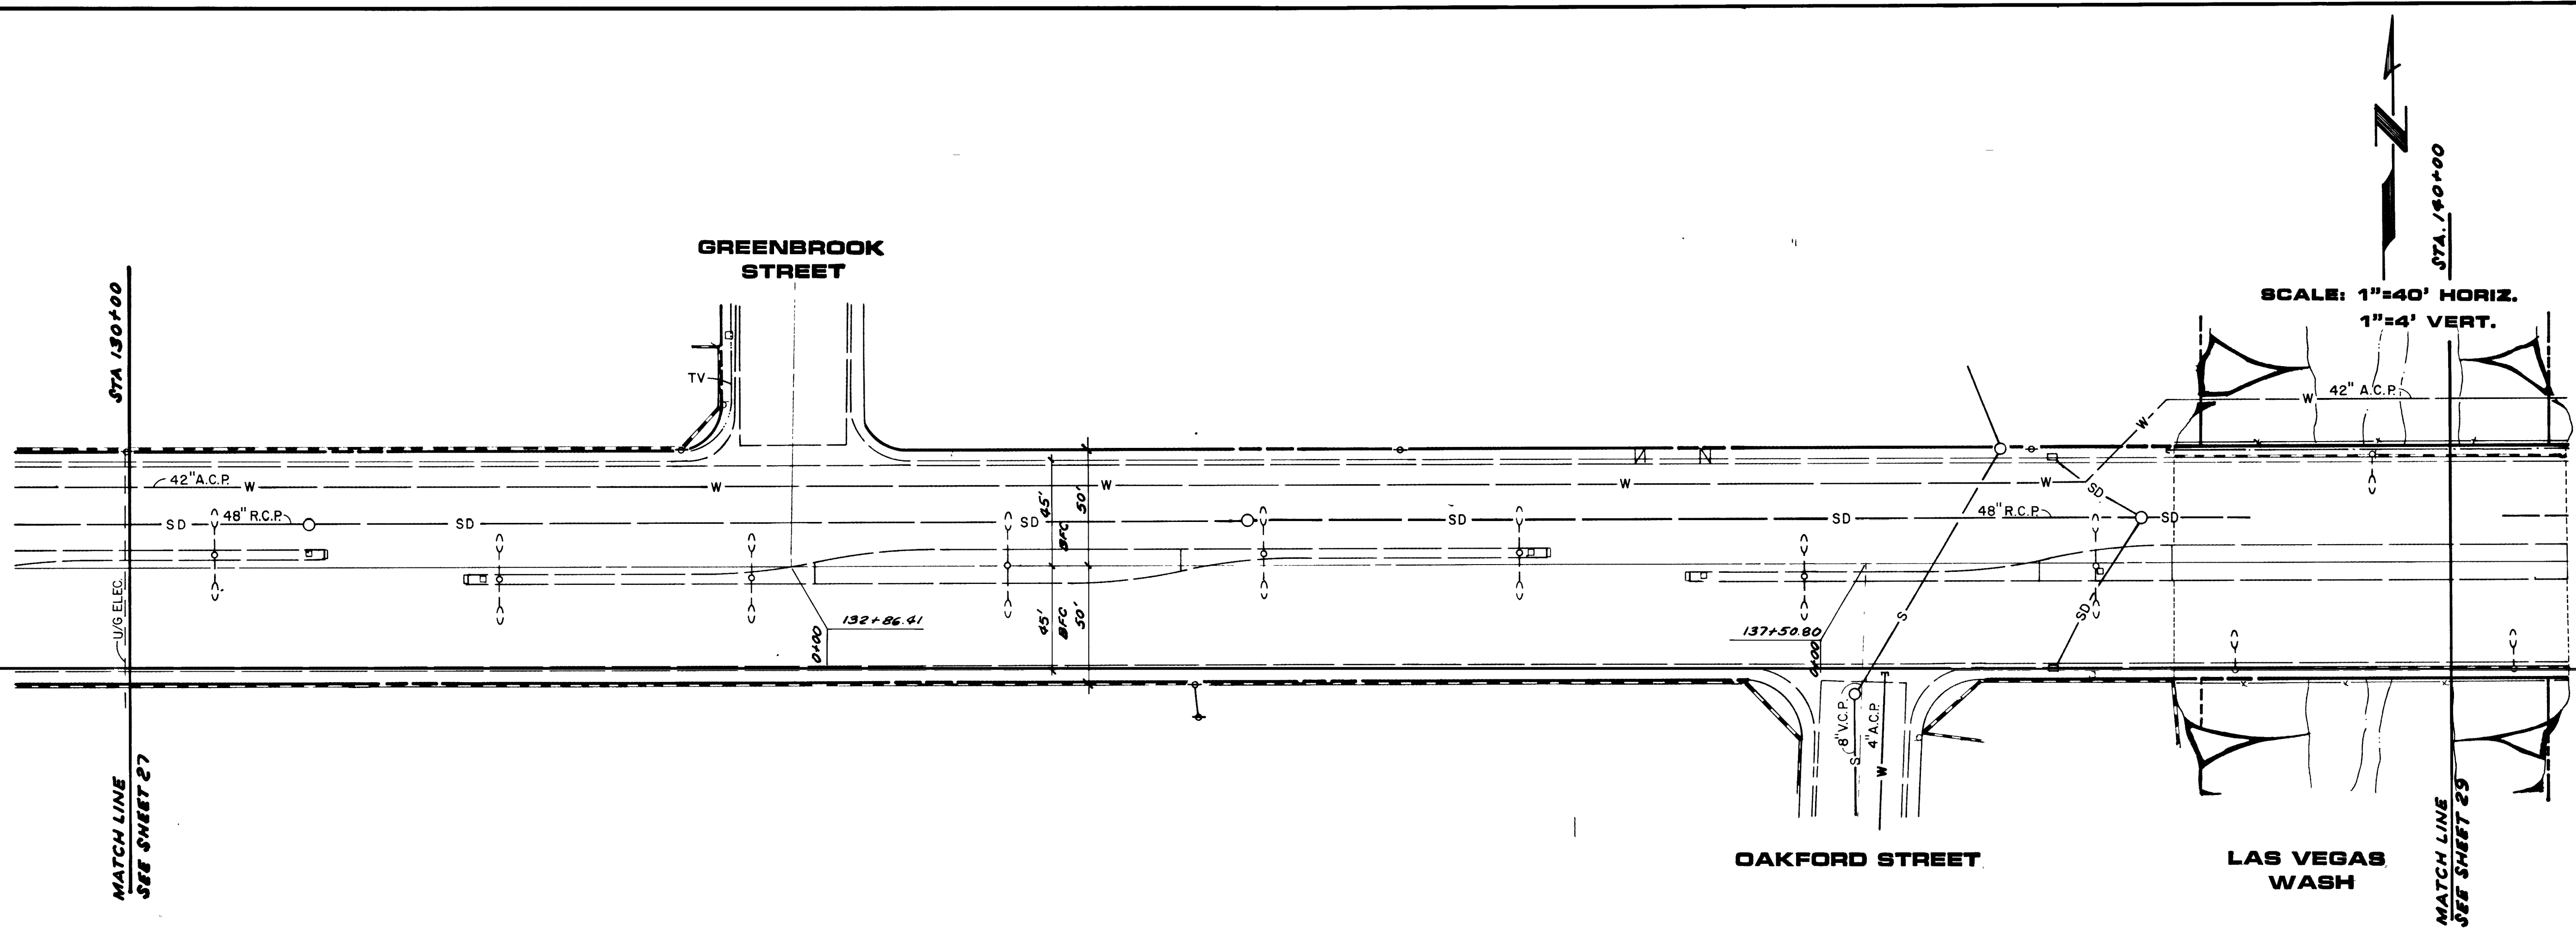 GREENBROOK
STREET
STA 130+00
STA. 140+00
N
SCALE: 1"=40' HORIZ.
1"=4' VERT.
TV
42" A.C.P.
W
42" A.C.P.
W
W
W
W
W
W
SD
48" R.C.P.
SD
SD
SD
SD
48" R.C.P.
SD
SD
45'
BFC
50'
45'
BFC
50'
U/G ELEC.
132+86.41
0+00
137+50.80
0+00
S
SD
8" V.C.P.
S
4" A.C.P.
W
MATCH LINE
SEE SHEET 27
OAKFORD STREET
LAS VEGAS
WASH
MATCH LINE
SEE SHEET 29